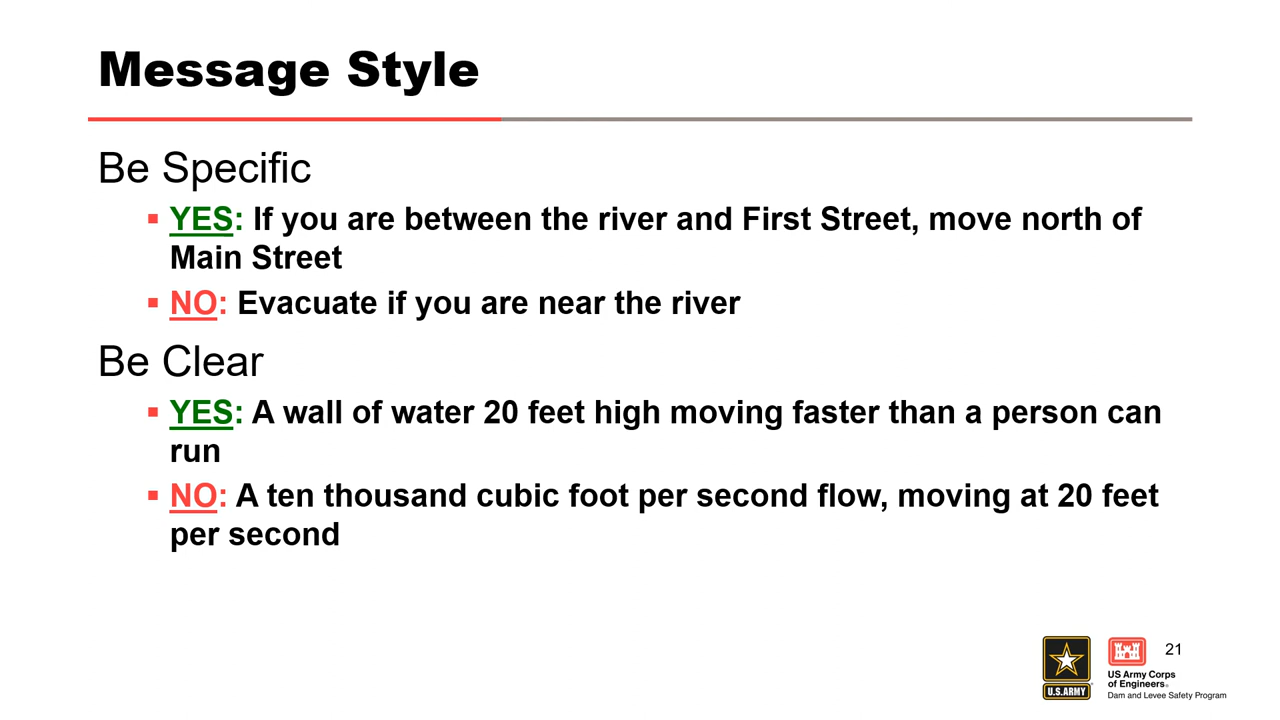 Message Style
Be Specific
▪ YES: If you are between the river and First Street, move north of
Main Street
▪ NO: Evacuate if you are near the river
Be Clear
▪ YES: A wall of water 20 feet high moving faster than a person can
run
▪ NO: A ten thousand cubic foot per second flow, moving at 20 feet
per second
21
U.S.ARMY
US Army Corps
of Engineers®
Dam and Levee Safety Program